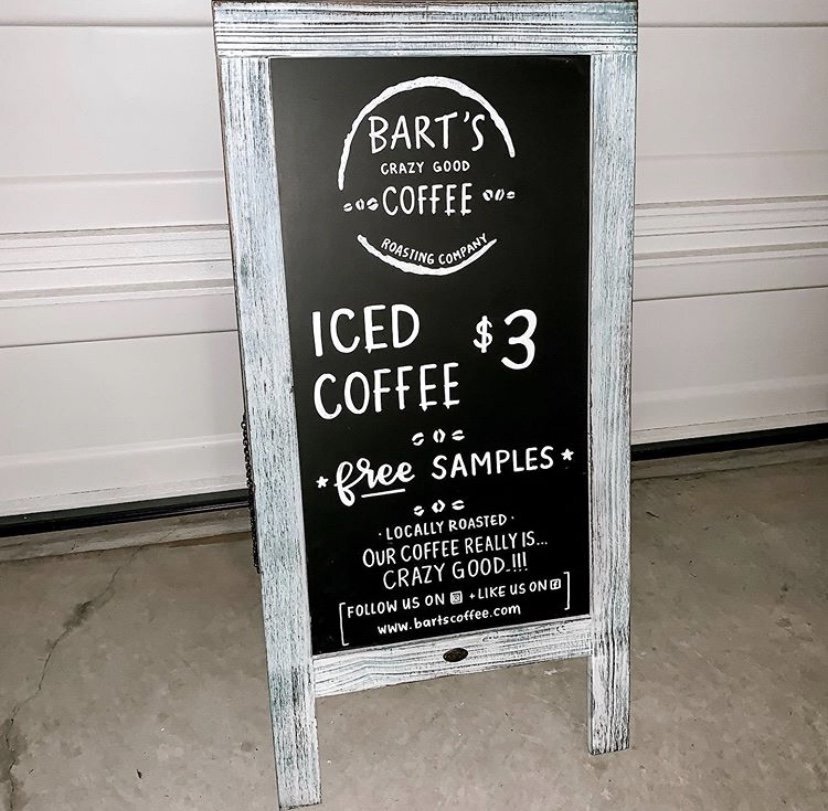 BART'S
CRAZY GOOD
COFFEE
ROASTING COMPANY
ICED $3
COFFEE
free SAMPLES
· LOCALLY ROASTED ·
OUR COFFEE REALLY IS...
CRAZY GOOD..!!!
[FOLLOW US ON + LIKE US ON]
www.bartscoffee.com